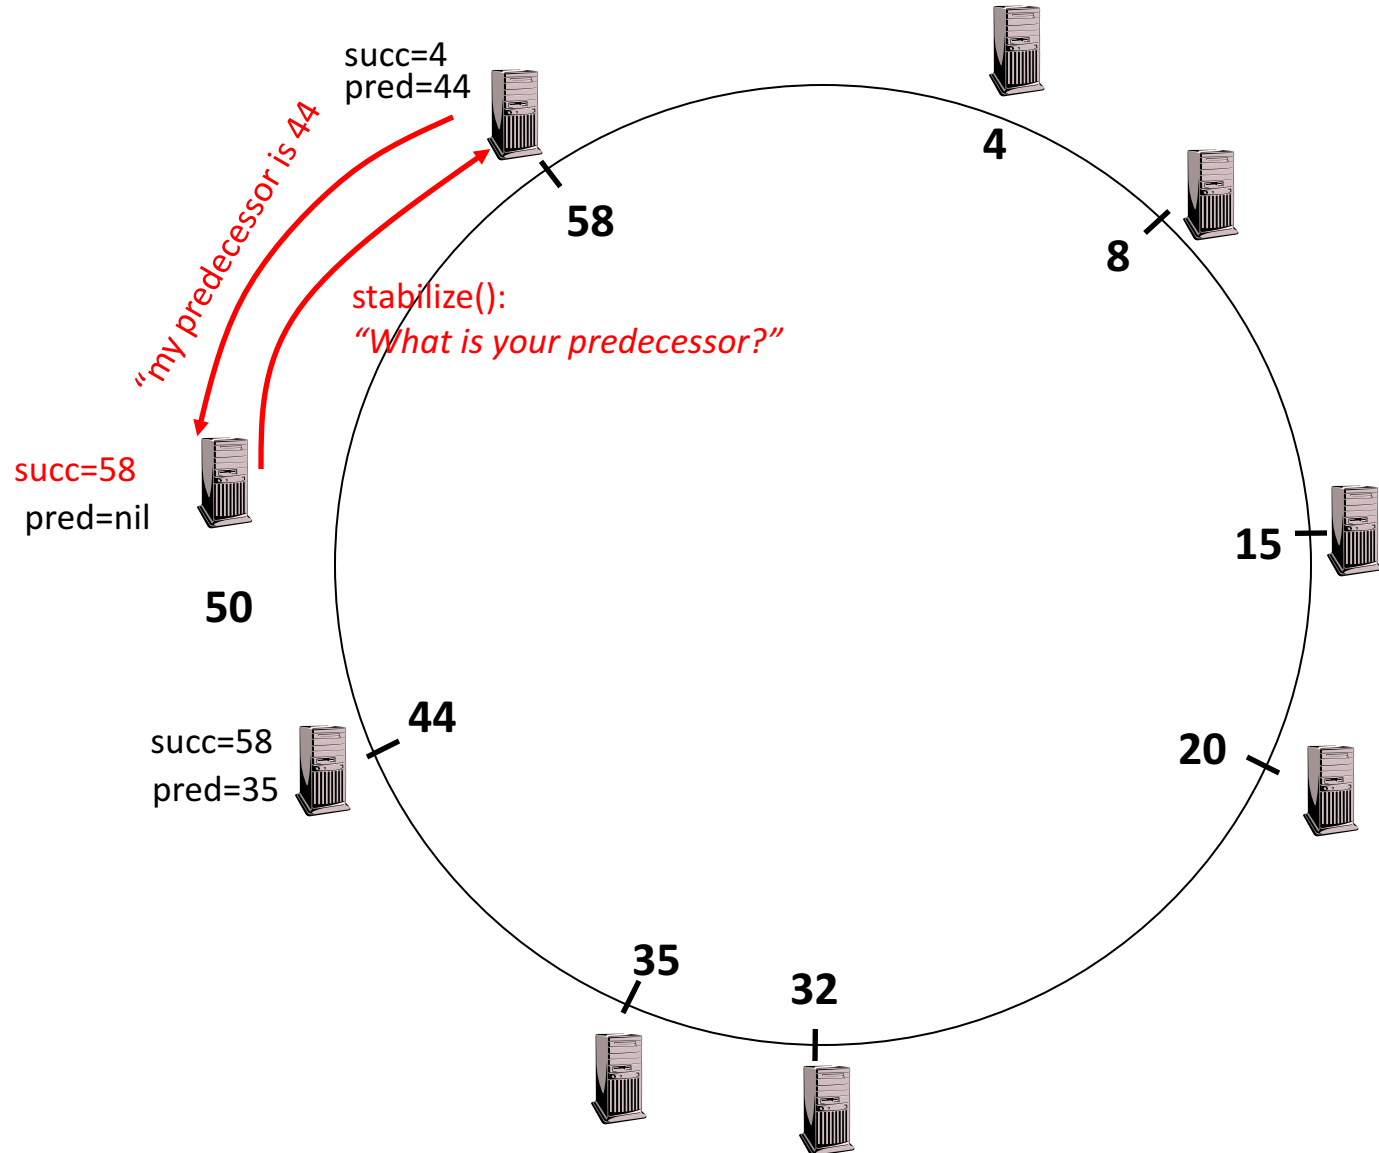 succ=4
pred=44
4
8
58
“my predecessor is 44
stabilize():
“What is your predecessor?”
succ=58
pred=nil
50
15
44
succ=58
pred=35
20
35
32